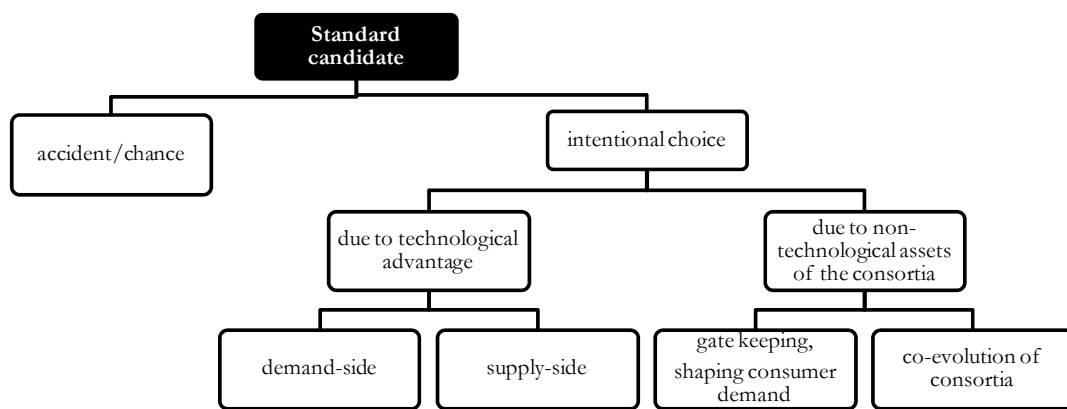 Standard
candidate
accident/chance
intentional choice
due to technological
advantage
due to non-
technological assets
of the consortia
demand-side
supply-side
gate keeping,
shaping consumer
demand
co-evolution of
consortia